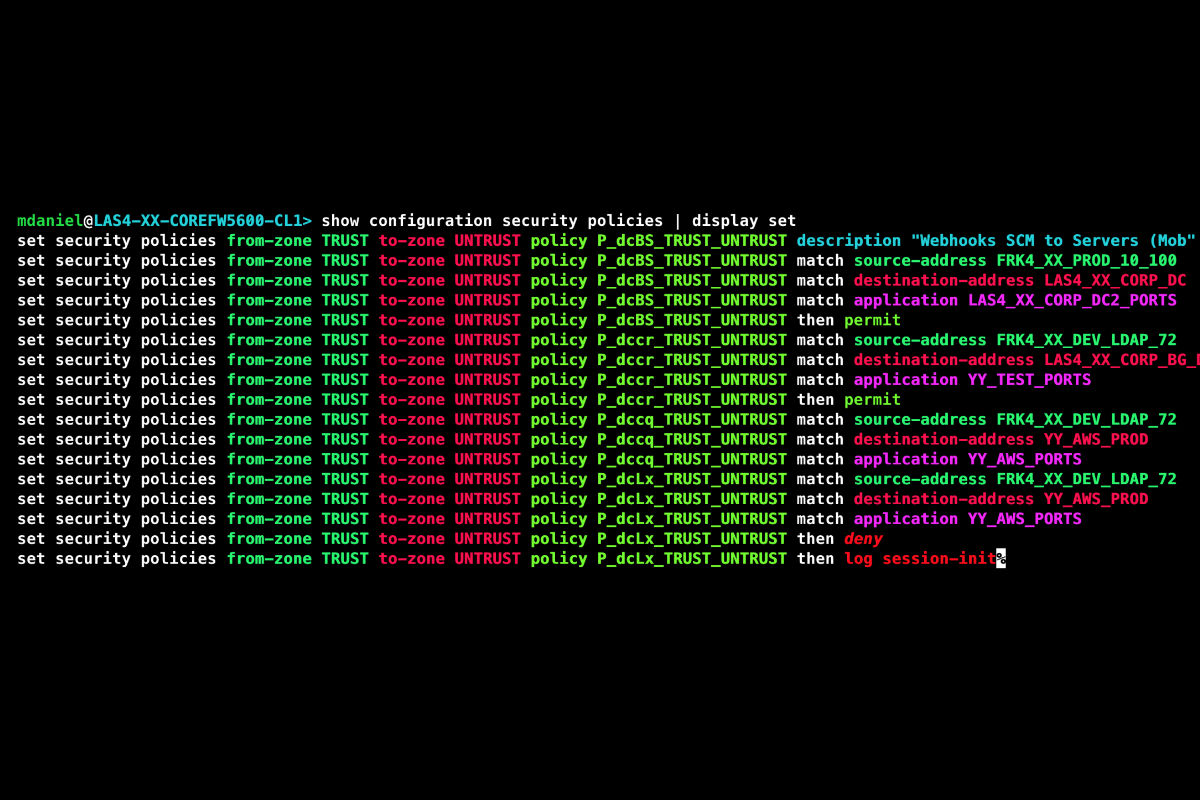 mdaniel@LAS4-XX-COREFW5600-CL1> show configuration security policies | display set
set security policies from-zone TRUST to-zone UNTRUST policy P_dcBS_TRUST_UNTRUST description "Webhooks SCM to Servers (Mob"
set security policies from-zone TRUST to-zone UNTRUST policy P_dcBS_TRUST_UNTRUST match source-address FRK4_XX_PROD_10_100
set security policies from-zone TRUST to-zone UNTRUST policy P_dcBS_TRUST_UNTRUST match destination-address LAS4_XX_CORP_DC
set security policies from-zone TRUST to-zone UNTRUST policy P_dcBS_TRUST_UNTRUST match application LAS4_XX_CORP_DC2_PORTS
set security policies from-zone TRUST to-zone UNTRUST policy P_dcBS_TRUST_UNTRUST then permit
set security policies from-zone TRUST to-zone UNTRUST policy P_dccr_TRUST_UNTRUST match source-address FRK4_XX_DEV_LDAP_72
set security policies from-zone TRUST to-zone UNTRUST policy P_dccr_TRUST_UNTRUST match destination-address LAS4_XX_CORP_BG_
set security policies from-zone TRUST to-zone UNTRUST policy P_dccr_TRUST_UNTRUST match application YY_TEST_PORTS
set security policies from-zone TRUST to-zone UNTRUST policy P_dccr_TRUST_UNTRUST then permit
set security policies from-zone TRUST to-zone UNTRUST policy P_dccq_TRUST_UNTRUST match source-address FRK4_XX_DEV_LDAP_72
set security policies from-zone TRUST to-zone UNTRUST policy P_dccq_TRUST_UNTRUST match destination-address YY_AWS_PROD
set security policies from-zone TRUST to-zone UNTRUST policy P_dccq_TRUST_UNTRUST match application YY_AWS_PORTS
set security policies from-zone TRUST to-zone UNTRUST policy P_dcLx_TRUST_UNTRUST match source-address FRK4_XX_DEV_LDAP_72
set security policies from-zone TRUST to-zone UNTRUST policy P_dcLx_TRUST_UNTRUST match destination-address YY_AWS_PROD
set security policies from-zone TRUST to-zone UNTRUST policy P_dcLx_TRUST_UNTRUST match application YY_AWS_PORTS
set security policies from-zone TRUST to-zone UNTRUST policy P_dcLx_TRUST_UNTRUST then deny
set security policies from-zone TRUST to-zone UNTRUST policy P_dcLx_TRUST_UNTRUST then log session-init%